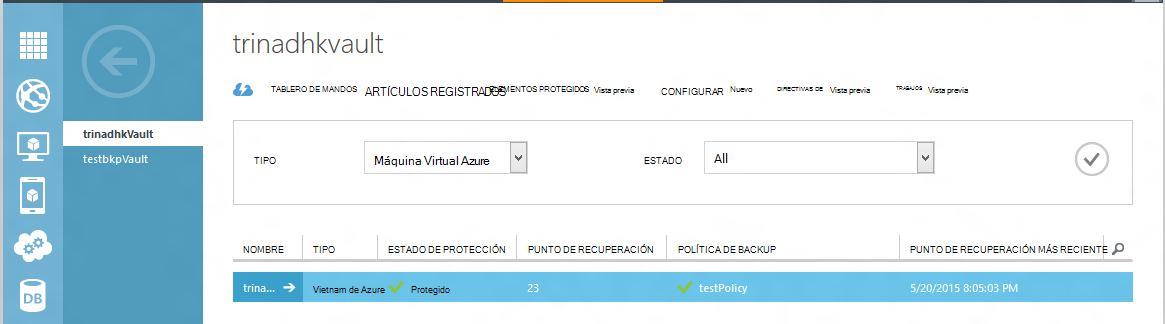 trinadhkvault
TABLERO DE MANDOS ARTÍCULOS REGISTRADOS ELEMENTOS PROTEGIDOS Vista previa CONFIGURAR Nuevo DIRECTIVAS DE Vista previa TRABAJOS Vista previa
trinadhkVault
testbkpVault
TIPO Máquina Virtual Azure ESTADO All
NOMBRE TIPO ESTADO DE PROTECCIÓN PUNTO DE RECUPERACIÓN POLÍTICA DE BACKUP PUNTO DE RECUPERACIÓN MÁS RECIENTE
trina... Vietnam de Azure Protegido 23 testPolicy 5/20/2015 8:05:03 PM
DB